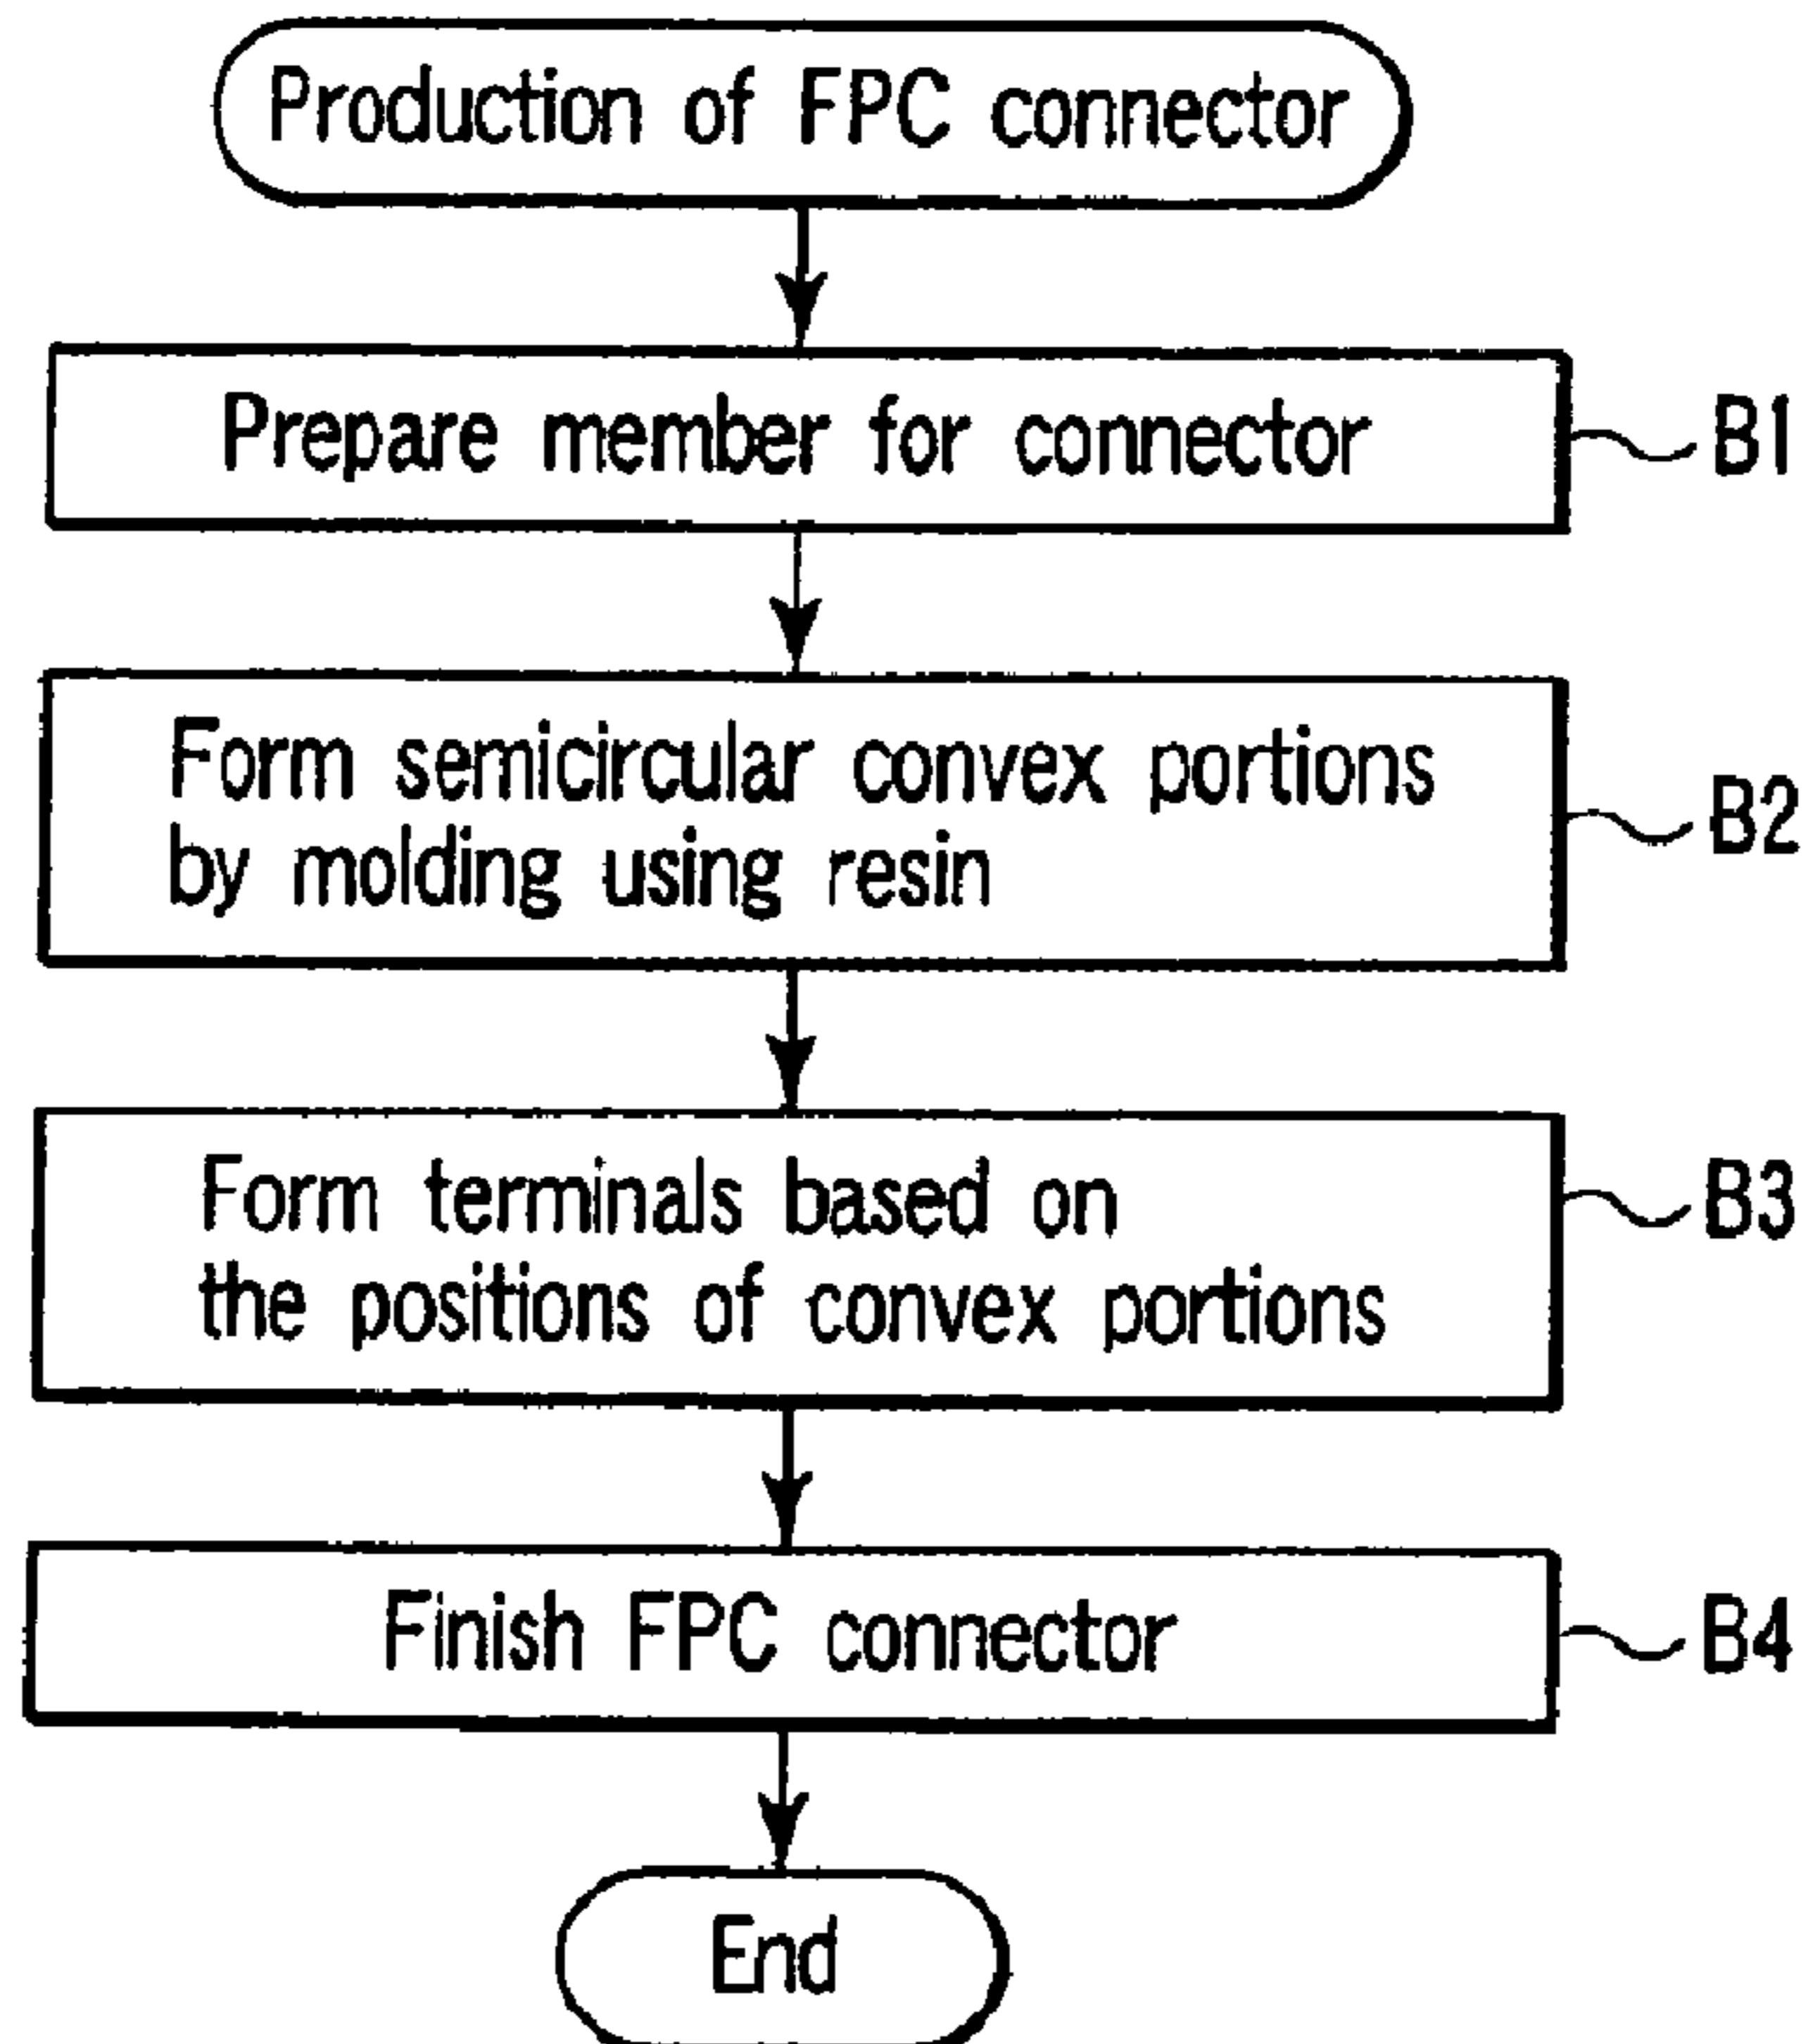 Production of FPC connector
Prepare member for connector
B1
Form semicircular convex portions
by molding using resin
B2
Form terminals based on
the positions of convex portions
B3
Finish FPC connector
B4
End